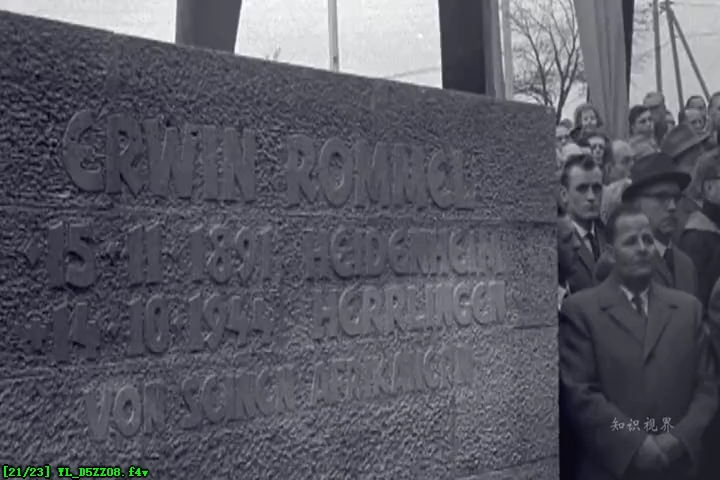 ERWIN ROMMEL
*15·11·1891 HEIDENHEIM
+14·10·1944 HERRLINGEN
VON SEINEN AFRIKANERN
知识视界
[21/23] YL_D5ZZ08.f4v